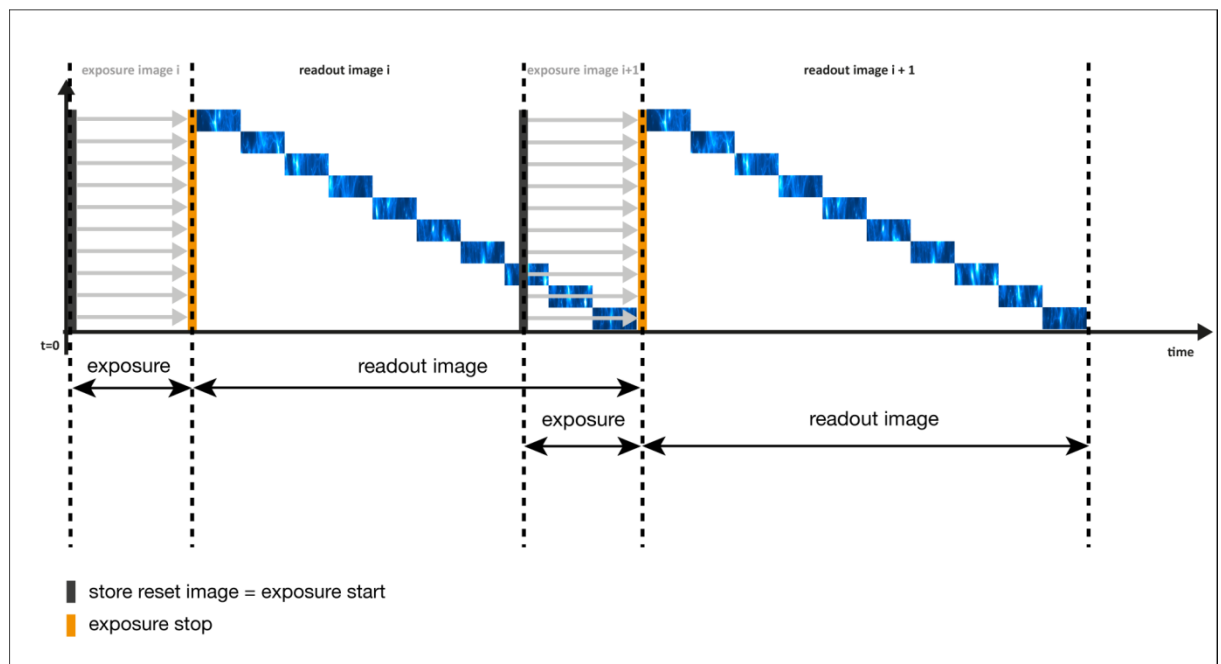 exposure image i
readout image i
exposure image i+1
readout image i + 1
t=0
time
exposure
readout image
exposure
readout image
store reset image = exposure start
exposure stop